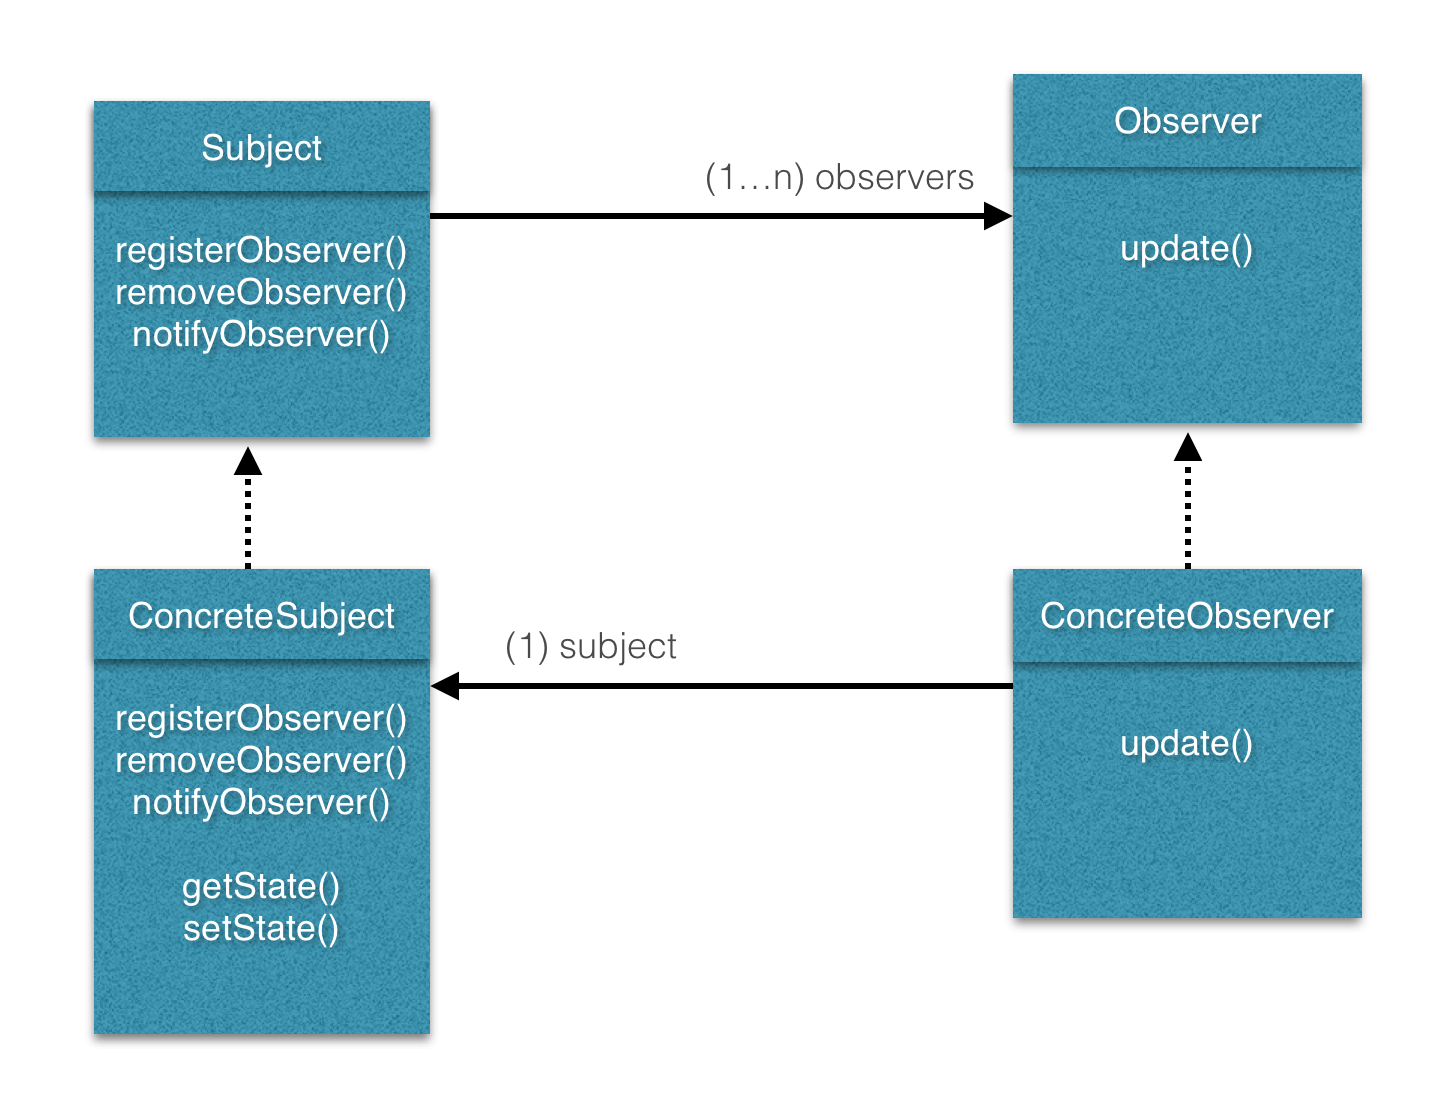 Subject
registerObserver()
removeObserver()
notifyObserver()
(1…n) observers
Observer
update()
ConcreteSubject
registerObserver()
removeObserver()
notifyObserver()
getState()
setState()
(1) subject
ConcreteObserver
update()